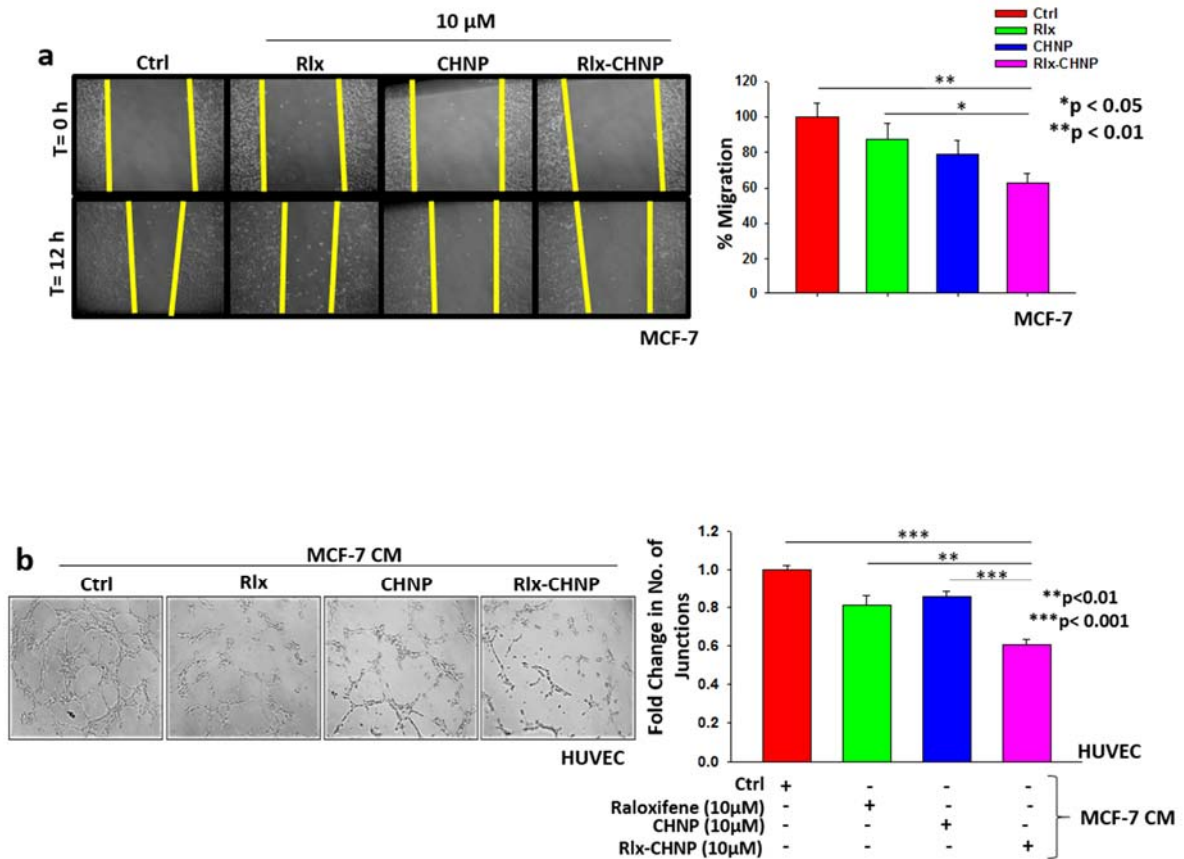 10 µM
a
Ctrl Rlx CHNP Rlx-CHNP
T= 0 h
T= 12 h
MCF-7
Ctrl
Rlx
CHNP
Rlx-CHNP
% Migration
120
100
80
60
40
20
0
**
*
*p < 0.05
**p < 0.01
MCF-7
b
MCF-7 CM
Ctrl Rlx CHNP Rlx-CHNP
HUVEC
Fold Change in No. of
Junctions
1.2
1.0
0.8
0.6
0.4
0.2
0.0
***
**
***
**p<0.01
***p< 0.001
HUVEC
Ctrl + - - -
Raloxifene (10µM) - + - -
CHNP (10µM) - - + -
Rlx-CHNP (10µM) - - - +
MCF-7 CM